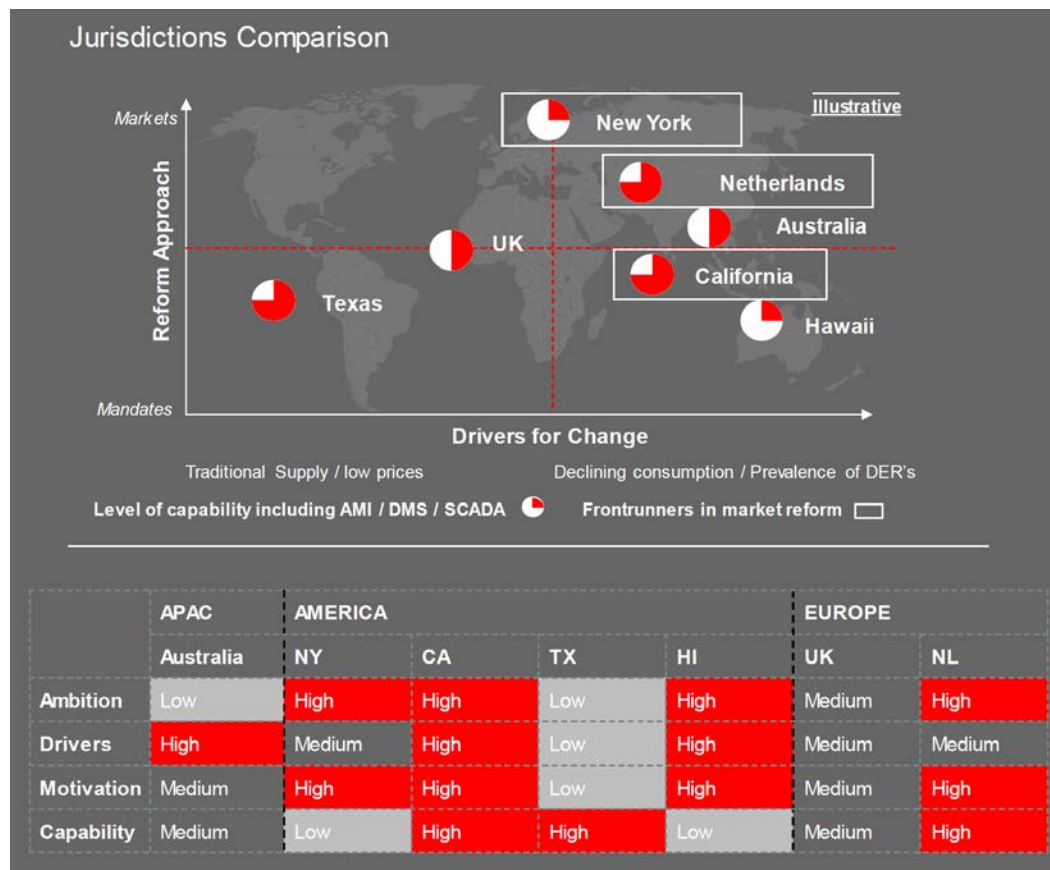 Jurisdictions Comparison
Illustrative
Markets
New York
Netherlands
Australia
UK
California
Texas
Hawaii
Reform Approach
Mandates
Drivers for Change
Traditional Supply / low prices
Declining consumption / Prevalence of DER's
Level of capability including AMI / DMS / SCADA
Frontrunners in market reform
APAC AMERICA EUROPE
Australia NY CA TX HI UK NL
Ambition Low High High Low High Medium High
Drivers High Medium High Low High Medium Medium
Motivation Medium High High Low High Medium High
Capability Medium Low High High Low Medium High